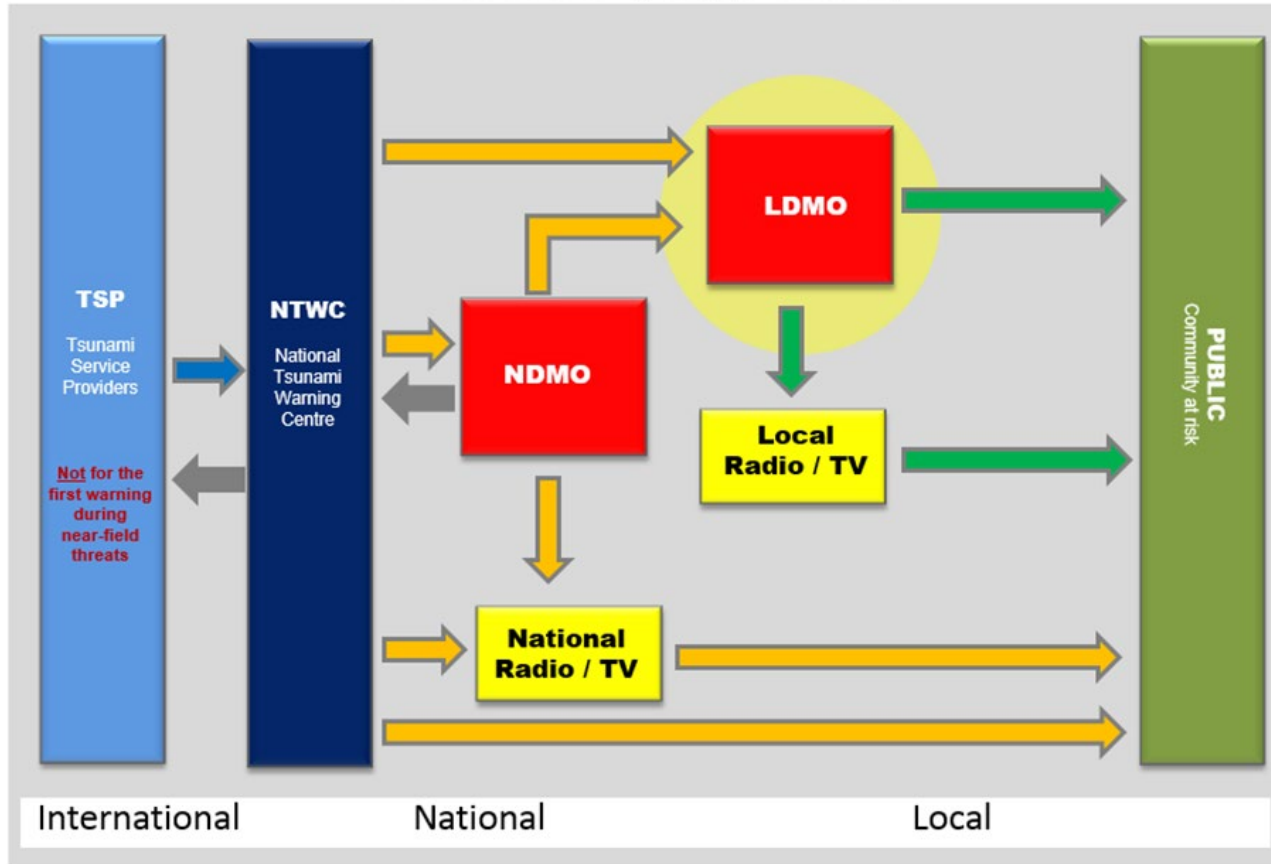 TSP
Tsunami
Service
Providers
Not for the
first warning
during
near-field
threats
NTWC
National
Tsunami
Warning
Centre
NDMO
LDMO
Local
Radio / TV
National
Radio / TV
PUBLIC
Community at risk
International
National
Local